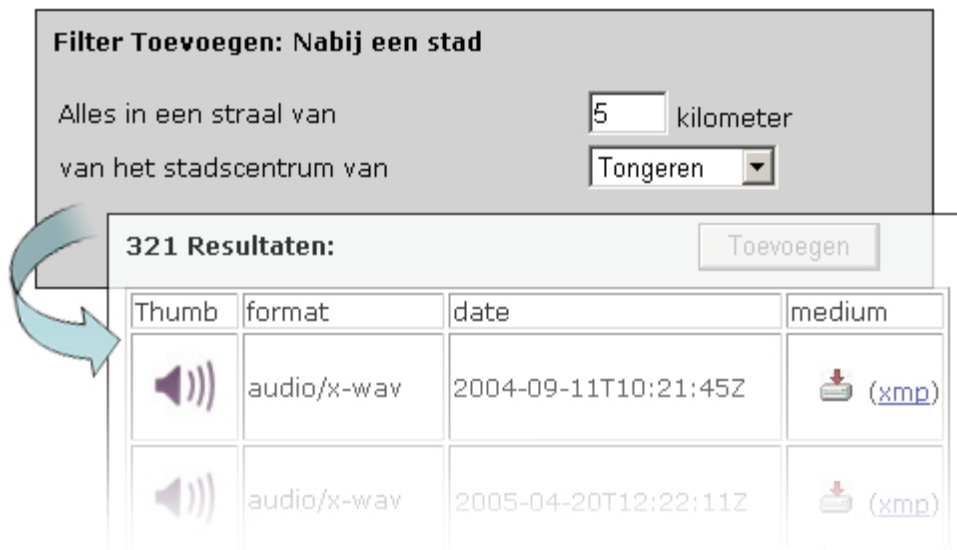 Filter Toevoegen: Nabij een stad
Alles in een straal van 5 kilometer
van het stadscentrum van Tongeren
321 Resultaten: Toevoegen
Thumb format date medium
audio/x-wav 2004-09-11T10:21:45Z (xmp)
audio/x-wav 2005-04-20T12:22:11Z (xmp)